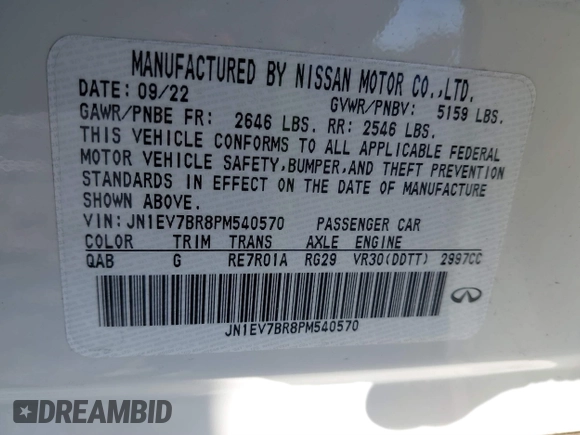 MANUFACTURED BY NISSAN MOTOR CO.,LTD.
DATE: 09/22 GVWR/PNBV: 5159 LBS.
GAWR/PNBE FR: 2646 LBS. RR: 2546 LBS.
THIS VEHICLE CONFORMS TO ALL APPLICABLE FEDERAL
MOTOR VEHICLE SAFETY,BUMPER,AND THEFT PREVENTION
STANDARDS IN EFFECT ON THE DATE OF MANUFACTURE
SHOWN ABOVE.
VIN:JN1EV7BR8PM540570 PASSENGER CAR
COLOR TRIM TRANS AXLE ENGINE
QAB G RE7R01A RG29 VR30(DDTT) 2997CC
JN1EV7BR8PM540570
DREAMBID